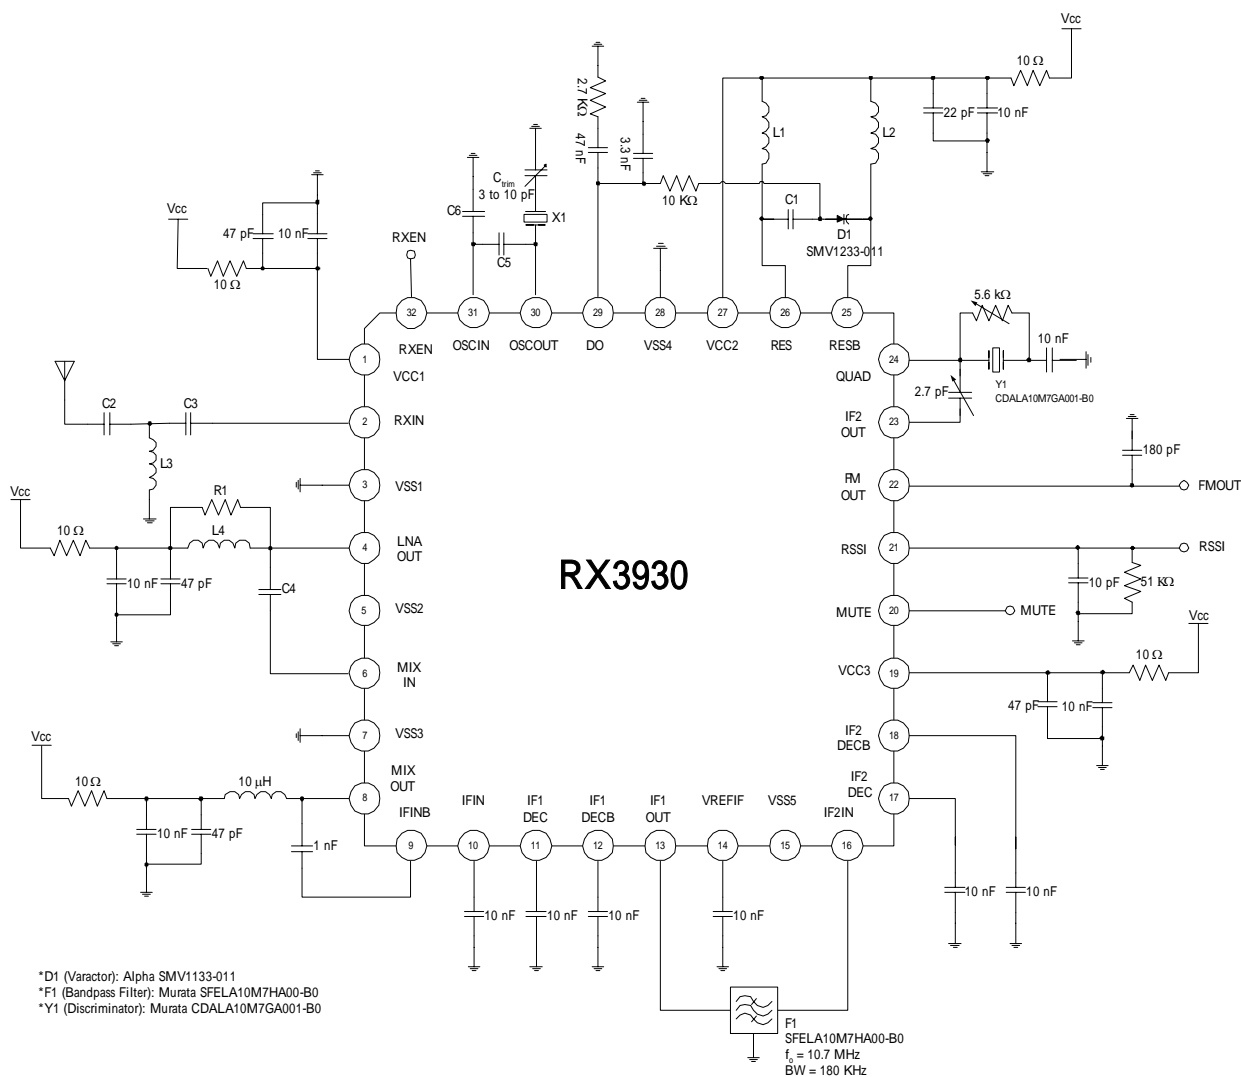 Vcc
10 Ω
22 pF
10 nF
L1
L2
2.7 KΩ
47 nF
3.3 nF
10 KΩ
C1
D1
SMV1233-011
Ctrim
3 to 10 pF
X1
C6
C5
RXEN
Vcc
47 pF
10 nF
10 Ω
32
31
30
29
28
27
26
25
RXEN
OSCIN
OSCOUT
DO
VSS4
VCC2
RES
RESB
5.6 kΩ
10 nF
Y1
CDALA10M7GA001-B0
2.7 pF
1
VCC1
24
QUAD
C2
C3
L3
2
RXIN
23
IF2
OUT
180 pF
3
VSS1
22
FM
OUT
FMOUT
Vcc
10 Ω
R1
L4
10 nF
47 pF
C4
4
LNA
OUT
RX3930
21
RSSI
RSSI
10 pF
51 KΩ
5
VSS2
20
MUTE
MUTE
6
MIX
IN
19
VCC3
Vcc
10 Ω
47 pF
10 nF
7
VSS3
18
IF2
DECB
Vcc
10 Ω
10 µH
10 nF
47 pF
1 nF
8
MIX
OUT
17
IF2
DEC
IFINB
IFIN
IF1
DEC
IF1
DECB
IF1
OUT
VREFIF
VSS5
IF2IN
9
10
11
12
13
14
15
16
10 nF
10 nF
10 nF
10 nF
10 nF
10 nF
*D1 (Varactor): Alpha SMV1133-011
*F1 (Bandpass Filter): Murata SFELA10M7HA00-B0
*Y1 (Discriminator): Murata CDALA10M7GA001-B0
F1
SFELA10M7HA00-B0
fo = 10.7 MHz
BW = 180 KHz